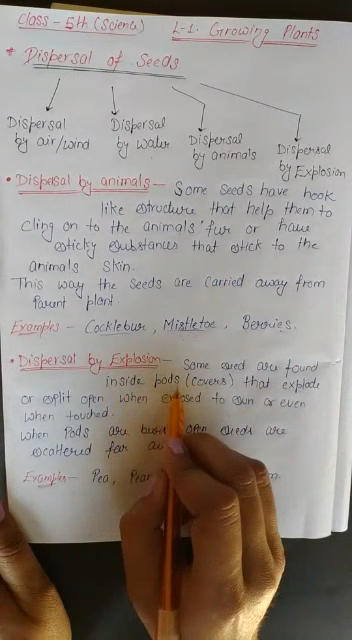 Class - 5th (Science) L-1. Growing Plants
* Dispersal of Seeds
Dispersal by air/wind
Dispersal by Water
Dispersal by animals
Dispersal by Explosion
• Dispersal by animals - Some Seeds have hook
like structure that help them to
cling on to the animals' fur or have
sticky substances that stick to the
animals skin.
This way the seeds are carried away from
Parent plant.
Examples - Cocklebur, Mistletoe, Berries.
• Dispersal by Explosion - Some seed are found
inside pods (covers) that explode
or split open when exposed to sun or even
when touched.
When Pods are burst open seeds are
scattered far
Examples - Pea,